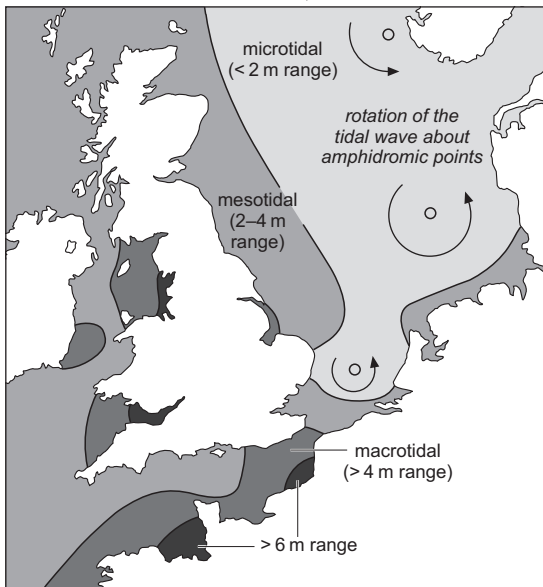 microtidal
(< 2 m range)
rotation of the
tidal wave about
amphidromic points
mesotidal
(2–4 m
range)
macrotidal
(> 4 m range)
> 6 m range